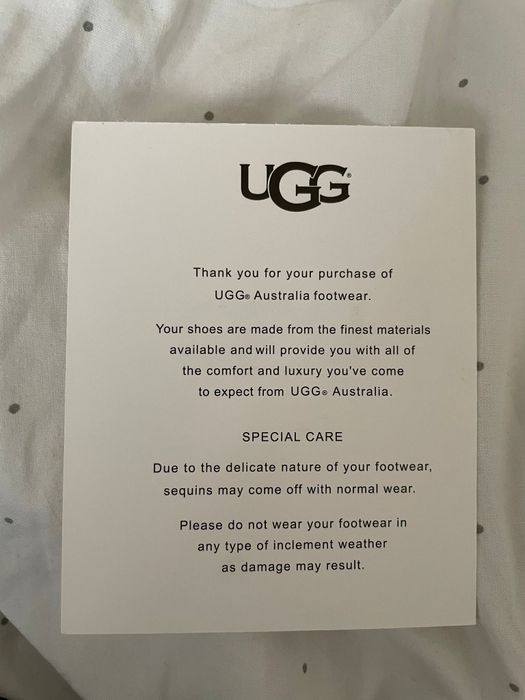 UGG®
Thank you for your purchase of
UGG® Australia footwear.
Your shoes are made from the finest materials
available and will provide you with all of
the comfort and luxury you've come
to expect from UGG® Australia.
SPECIAL CARE
Due to the delicate nature of your footwear,
sequins may come off with normal wear.
Please do not wear your footwear in
any type of inclement weather
as damage may result.